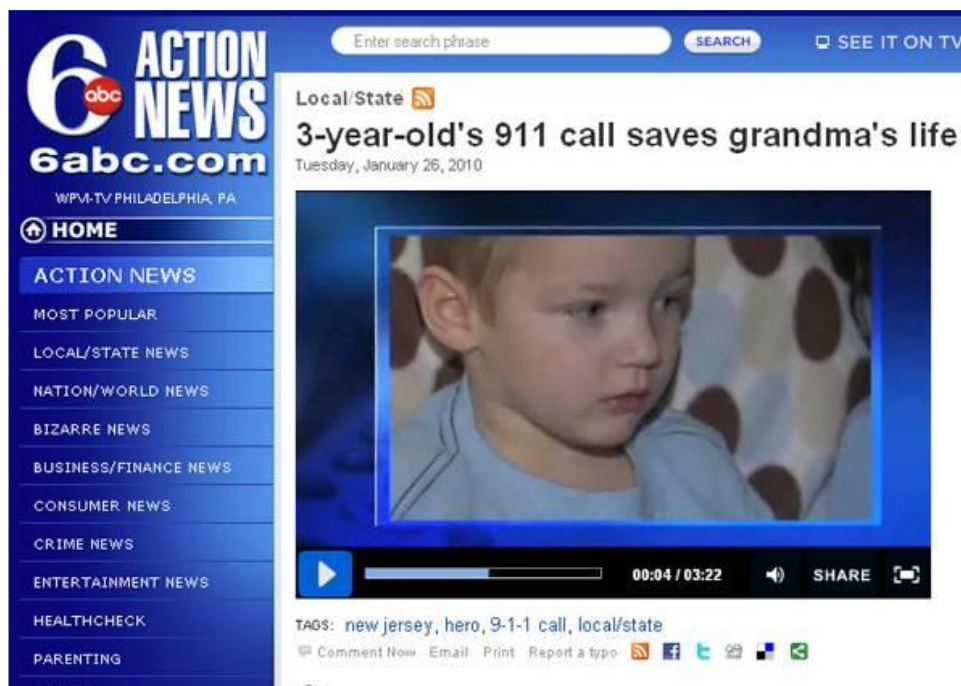 6 abc ACTION NEWS
6abc.com
WPVI-TV PHILADELPHIA, PA
HOME
ACTION NEWS
MOST POPULAR
LOCAL/STATE NEWS
NATION/WORLD NEWS
BIZARRE NEWS
BUSINESS/FINANCE NEWS
CONSUMER NEWS
CRIME NEWS
ENTERTAINMENT NEWS
HEALTHCHECK
PARENTING
Enter search phrase SEARCH SEE IT ON TV
Local/State
3-year-old's 911 call saves grandma's life
Tuesday, January 26, 2010
00:04 / 03:22 SHARE
TAGS: new jersey, hero, 9-1-1 call, local/state
Comment Now Email Print Report a typo